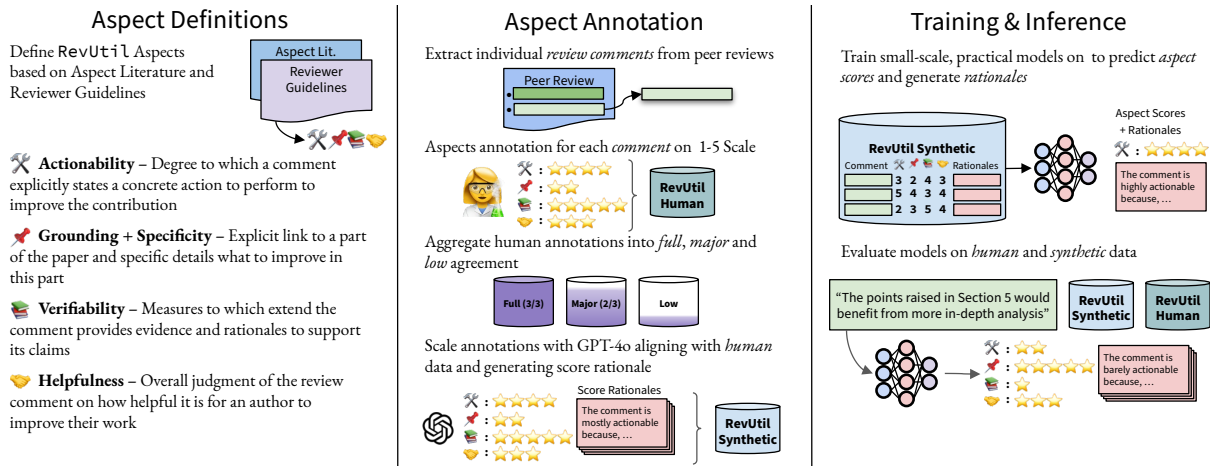 Aspect Definitions
Define RevUtil Aspects
based on Aspect Literature and
Reviewer Guidelines
Aspect Lit.
Reviewer
Guidelines
Actionability – Degree to which a comment
explicitly states a concrete action to perform to
improve the contribution
Grounding + Specificity – Explicit link to a part
of the paper and specific details what to improve in
this part
Verifiability – Measures to which extend the
comment provides evidence and rationales to support
its claims
Helpfulness – Overall judgment of the review
comment on how helpful it is for an author to
improve their work
Aspect Annotation
Extract individual review comments from peer reviews
Peer Review
Aspects annotation for each comment on 1-5 Scale
:
:
:
:
RevUtil
Human
Aggregate human annotations into full, major and
low agreement
Full (3/3)
Major (2/3)
Low
Scale annotations with GPT-4o aligning with human
data and generating score rationale
:
:
:
:
Score Rationales
The comment is
mostly actionable
because, …
RevUtil
Synthetic
Training & Inference
Train small-scale, practical models on to predict aspect
scores and generate rationales
RevUtil Synthetic
Comment Rationales
3 2 4 3
5 4 3 4
2 3 5 4
Aspect Scores
+ Rationales
:
The comment is
highly actionable
because, …
Evaluate models on human and synthetic data
“The points raised in Section 5 would
benefit from more in-depth analysis”
RevUtil
Synthetic
RevUtil
Human
:
:
:
:
The comment is
barely actionable
because, …